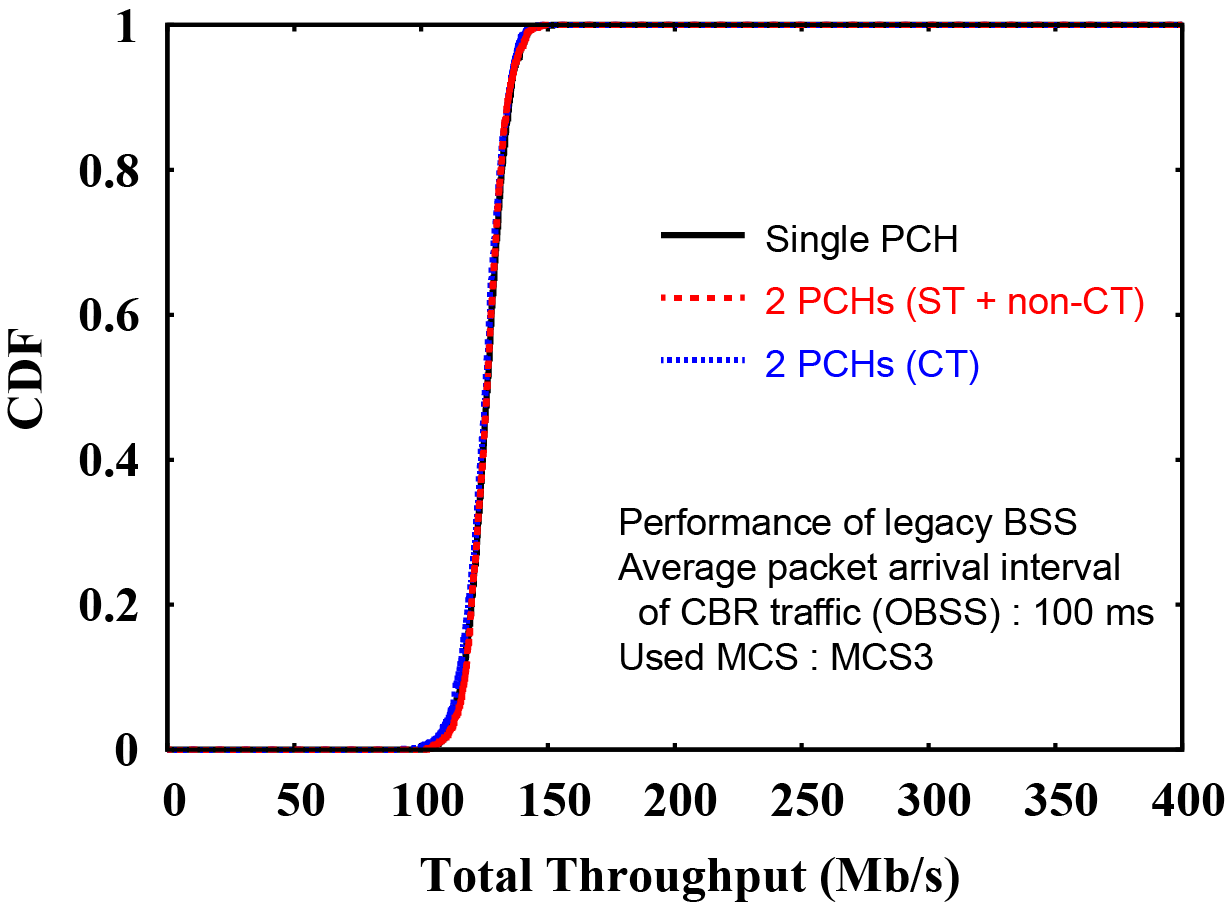 1
0.8
0.6
0.4
0.2
0
CDF
Single PCH
2 PCHs (ST + non-CT)
2 PCHs (CT)
Performance of legacy BSS
Average packet arrival interval
of CBR traffic (OBSS) : 100 ms
Used MCS : MCS3
0 50 100 150 200 250 300 350 400
Total Throughput (Mb/s)